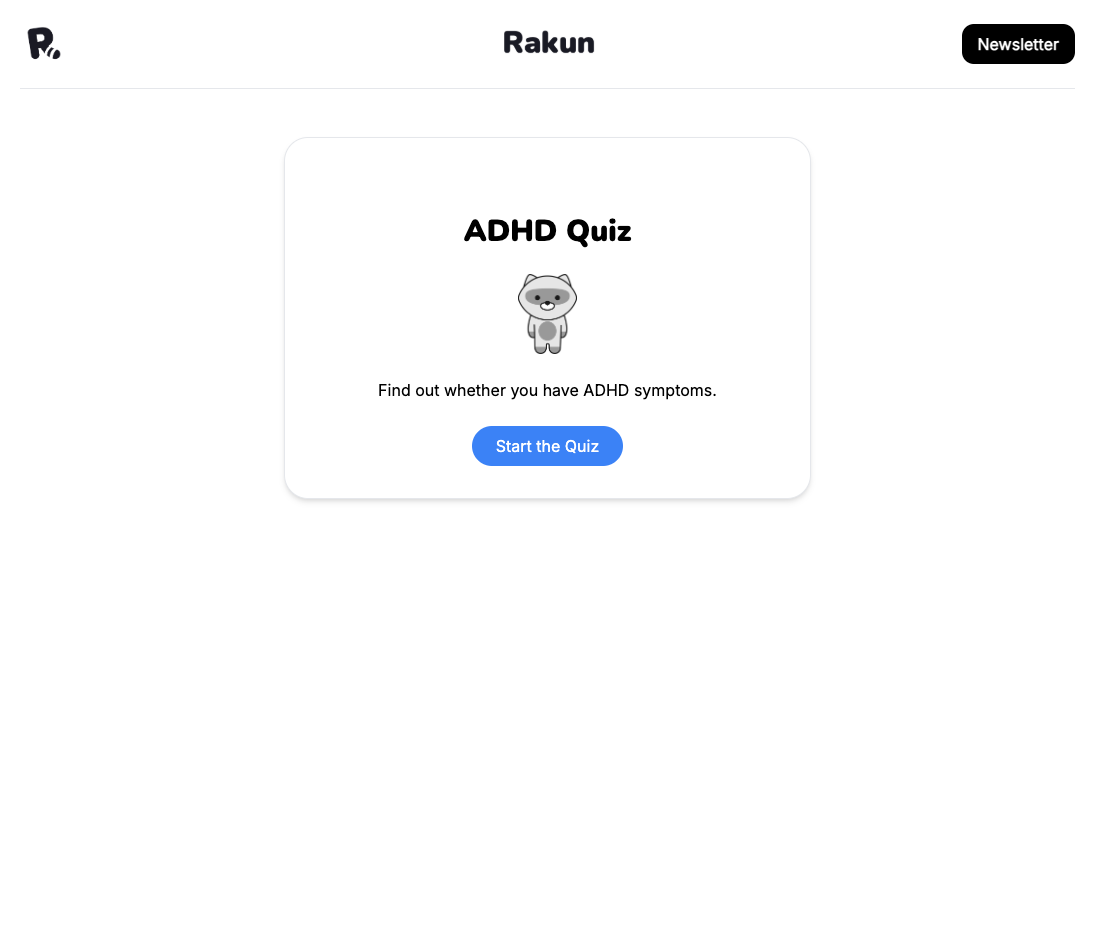 Rakun
Newsletter
ADHD Quiz
Find out whether you have ADHD symptoms.
Start the Quiz